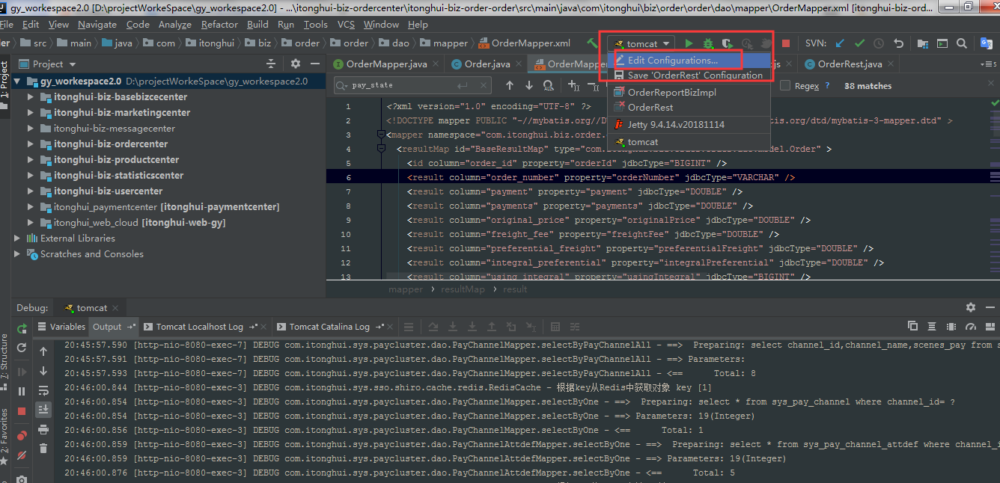 gy_workespace2.0 [D:\projectWorkeSpace\gy_workespace2.0] - ...\itonghui-biz-ordercenter\itonghui-biz-order-order\src\main\java\com\itonghui\biz\order\order\dao\mapper\OrderMapper.xml [itonghui-biz-ord...
File Edit View Navigate Code Analyze Refactor Build Run Tools VCS Window Help
der src main java com itonghui biz order order dao mapper OrderMapper.xml tomcat SVN:
Project OrderMapper.java Order.java OrderMapper .js OrderRest.java
Edit Configurations...
Save 'OrderRest' Configuration
OrderReportBizImpl
OrderRest
Jetty 9.4.14.v20181114
tomcat
1: Project
gy_workespace2.0 D:\projectWorkeSpace\gy_workespace2.0
itonghui-biz-basebizcecenter
itonghui-biz-marketingcenter
itonghui-biz-messagecenter
itonghui-biz-ordercenter
itonghui-biz-productcenter
itonghui-biz-statisticscenter
itonghui-biz-usercenter
itonghui_paymentcenter [itonghui-paymentcenter]
itonghui_web_cloud [itonghui-web-gy]
External Libraries
Scratches and Consoles
pay_state Regex ? 38 matches
1 <?xml version="1.0" encoding="UTF-8" ?>
2 <!DOCTYPE mapper PUBLIC "-//mybatis.org//D tis.org/dtd/mybatis-3-mapper.dtd" >
3 <mapper namespace="com.itonghui.biz.order.
4 <resultMap id="BaseResultMap" type="com. model.Order" >
5 <id column="order_id" property="orderId" jdbcType="BIGINT" />
6 <result column="order_number" property="orderNumber" jdbcType="VARCHAR" />
7 <result column="payment" property="payment" jdbcType="DOUBLE" />
8 <result column="payments" property="payments" jdbcType="DOUBLE" />
9 <result column="original_price" property="originalPrice" jdbcType="DOUBLE" />
10 <result column="freight_fee" property="freightFee" jdbcType="DOUBLE" />
11 <result column="preferential_freight" property="preferentialFreight" jdbcType="DOUBLE" />
12 <result column="integral_preferential" property="integralPreferential" jdbcType="DOUBLE" />
13 <result column="using_integral" property="usingIntegral" jdbcType="BIGINT" />
mapper › resultMap › result
Debug: tomcat
Variables Output Tomcat Localhost Log Tomcat Catalina Log
7: Structure
2: Favorites
20:45:57.590 [http-nio-8080-exec-7] DEBUG com.itonghui.sys.paycluster.dao.PayChannelMapper.selectByPayChannelAll - ==>  Preparing: select channel_id,channel_name,scenes_pay from s
20:45:57.591 [http-nio-8080-exec-7] DEBUG com.itonghui.sys.paycluster.dao.PayChannelMapper.selectByPayChannelAll - ==> Parameters:
20:45:57.593 [http-nio-8080-exec-7] DEBUG com.itonghui.sys.paycluster.dao.PayChannelMapper.selectByPayChannelAll - <==      Total: 8
20:46:00.844 [http-nio-8080-exec-3] DEBUG com.itonghui.sys.sso.shiro.cache.redis.RedisCache - 根据key从Redis中获取对象 key [1]
20:46:00.854 [http-nio-8080-exec-3] DEBUG com.itonghui.sys.paycluster.dao.PayChannelMapper.selectByOne - ==>  Preparing: select * from sys_pay_channel where channel_id= ?
20:46:00.854 [http-nio-8080-exec-3] DEBUG com.itonghui.sys.paycluster.dao.PayChannelMapper.selectByOne - ==> Parameters: 19(Integer)
20:46:00.856 [http-nio-8080-exec-3] DEBUG com.itonghui.sys.paycluster.dao.PayChannelMapper.selectByOne - <==      Total: 1
20:46:00.859 [http-nio-8080-exec-3] DEBUG com.itonghui.sys.paycluster.dao.PayChannelAttdefMapper.selectByOne - ==>  Preparing: select * from sys_pay_channel_attdef where channel_i
20:46:00.859 [http-nio-8080-exec-3] DEBUG com.itonghui.sys.paycluster.dao.PayChannelAttdefMapper.selectByOne - ==> Parameters: 19(Integer)
20:46:00.876 [http-nio-8080-exec-3] DEBUG com.itonghui.sys.paycluster.dao.PayChannelAttdefMapper.selectByOne - <==      Total: 5